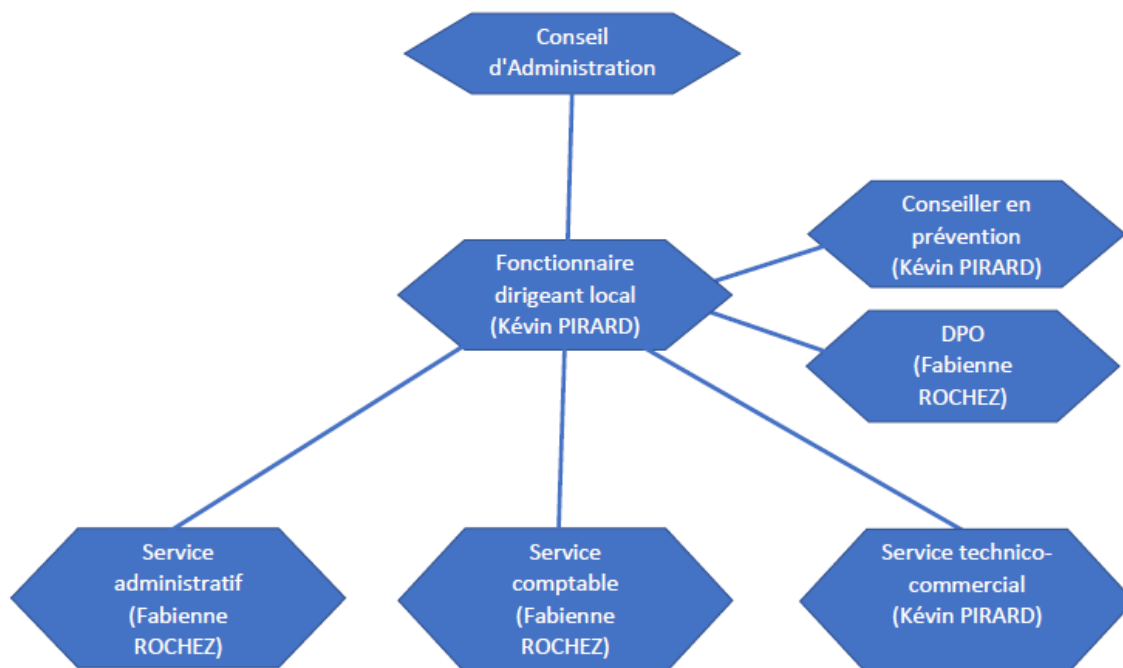 Conseil
d'Administration
Conseiller en
prévention
(Kévin PIRARD)
Fonctionnaire
dirigeant local
(Kévin PIRARD)
DPO
(Fabienne
ROCHEZ)
Service
administratif
(Fabienne
ROCHEZ)
Service
comptable
(Fabienne
ROCHEZ)
Service technico-
commercial
(Kévin PIRARD)